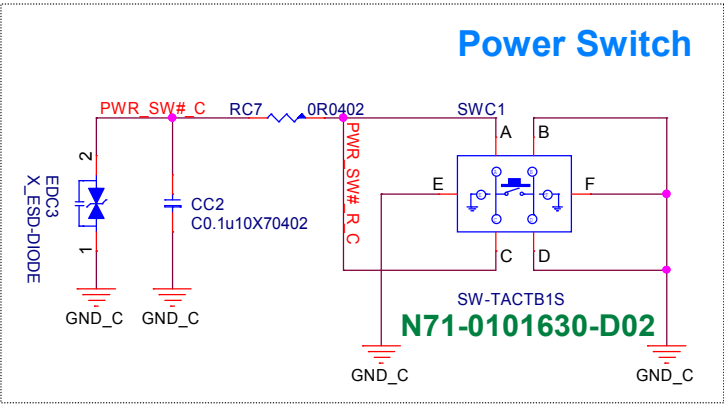 Power Switch
PWR_SW#_C
RC7
0R0402
SWC1
A
B
PWR_SW#_R_C
2
EDC3
X_ESD-DIODE
1
CC2
C0.1u10X70402
E
F
C
D
SW-TACTB1S
N71-0101630-D02
GND_C
GND_C
GND_C
GND_C